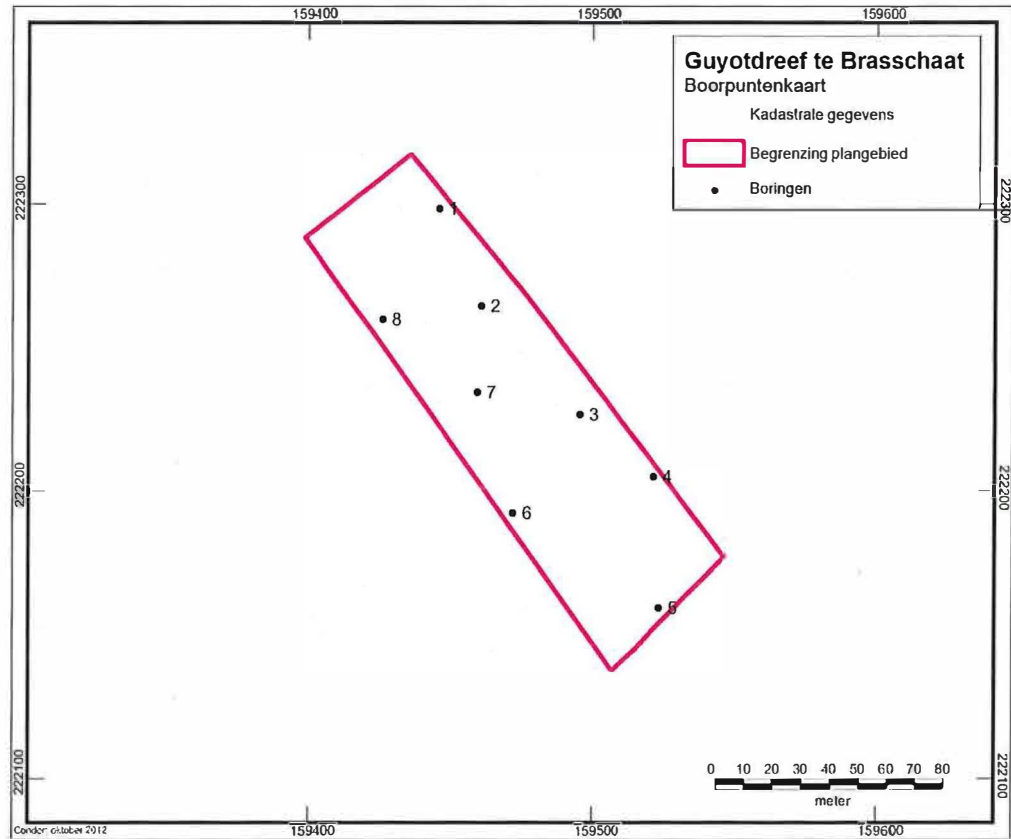 159400 159500 159600
Guyotdreef te Brasschaat
Boorpuntenkaart
Kadastrale gegevens
Begrenzing plangebied
Boringen
222300 222300
1
2
8
7
3
4
222200 222200
6
5
222100 222100
0 10 20 30 40 50 60 70 80
meter
159400 159500 159600
Condor, oktober 2012